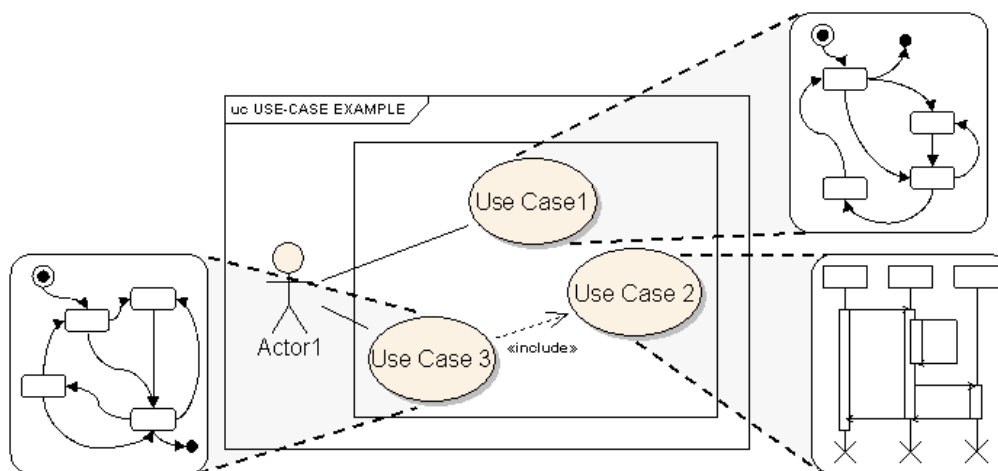 uc USE-CASE EXAMPLE
Use Case1
Use Case 2
Actor1
Use Case 3
«include»